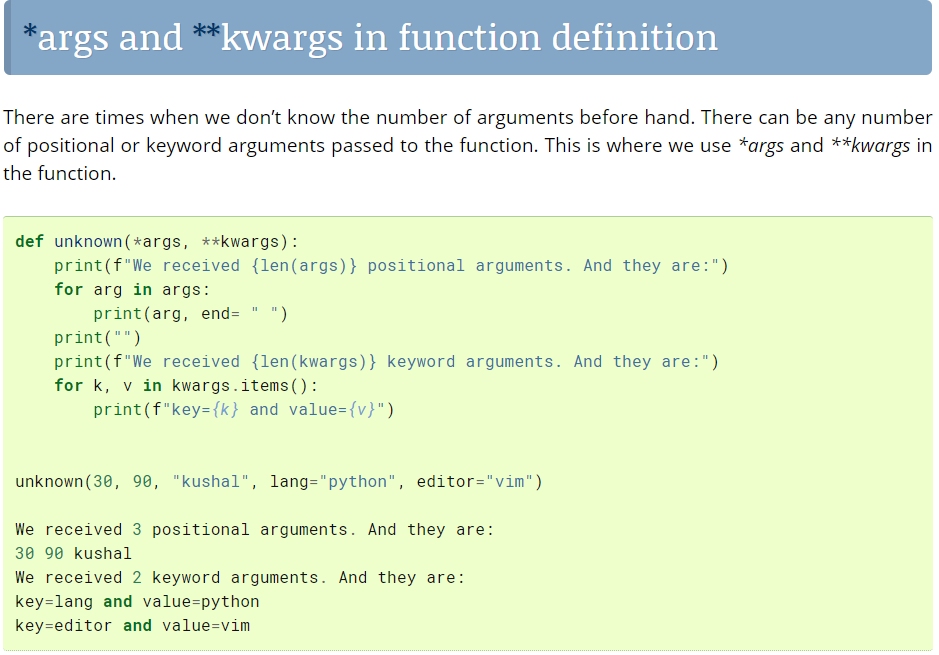 *args and **kwargs in function definition
There are times when we don’t know the number of arguments before hand. There can be any number
of positional or keyword arguments passed to the function. This is where we use *args and **kwargs in
the function.
def unknown(*args, **kwargs):
    print(f"We received {len(args)} positional arguments. And they are:")
    for arg in args:
        print(arg, end= " ")
    print("")
    print(f"We received {len(kwargs)} keyword arguments. And they are:")
    for k, v in kwargs.items():
        print(f"key={k} and value={v}")
unknown(30, 90, "kushal", lang="python", editor="vim")
We received 3 positional arguments. And they are:
30 90 kushal
We received 2 keyword arguments. And they are:
key=lang and value=python
key=editor and value=vim